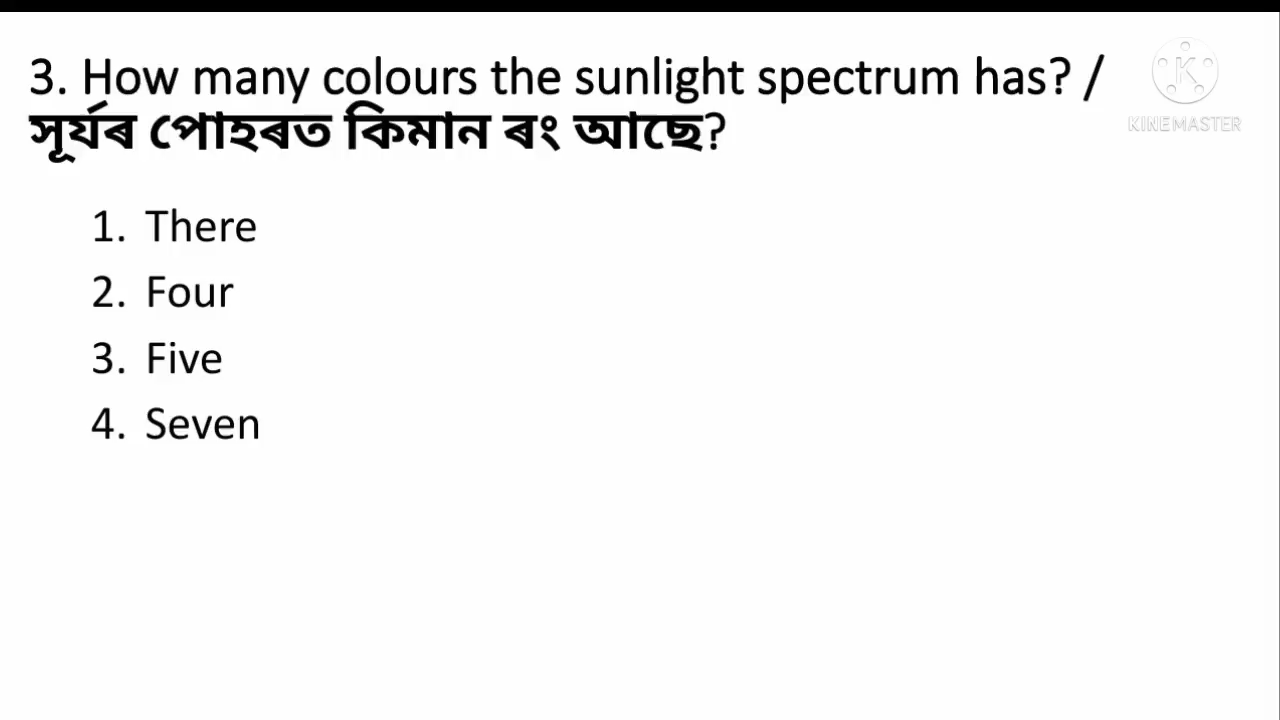 3. How many colours the sunlight spectrum has? /
সূৰ্যৰ পোহৰত কিমান ৰং আছে?
K
KINEMASTER
1. There
2. Four
3. Five
4. Seven